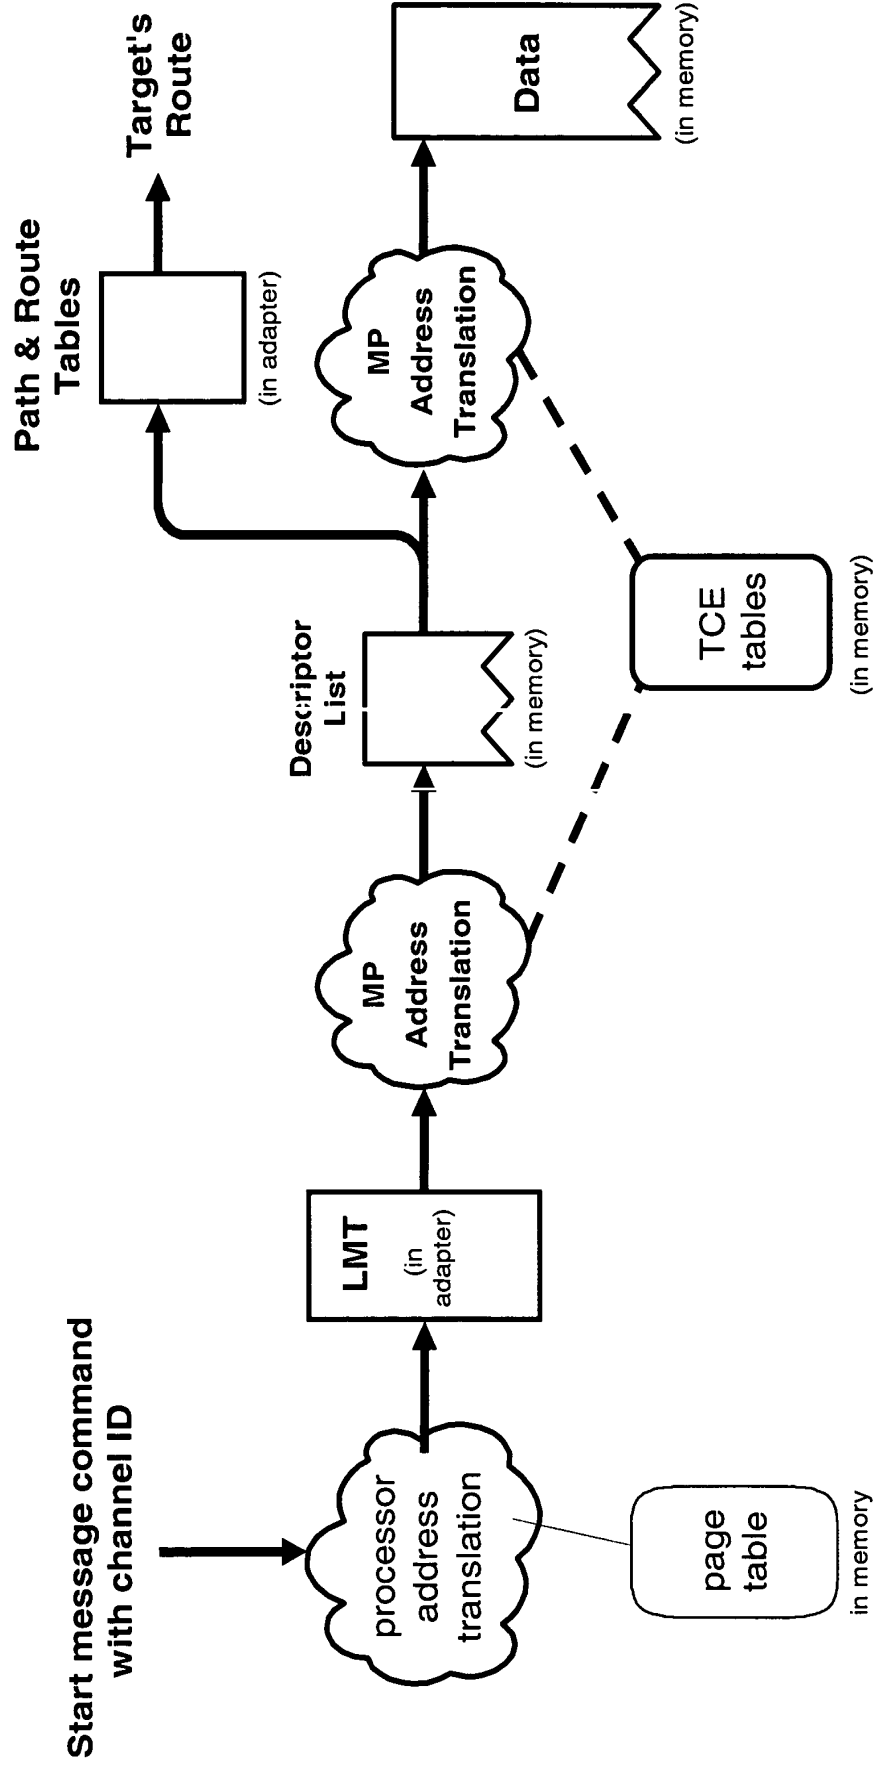 Start message command
with channel ID
processor
address
translation
page
table
in memory
LMT
(in
adapter)
MP
Address
Translation
Descriptor
List
(in memory)
TCE
tables
(in memory)
Path & Route
Tables
(in adapter)
Target's
Route
MP
Address
Translation
Data
(in memory)